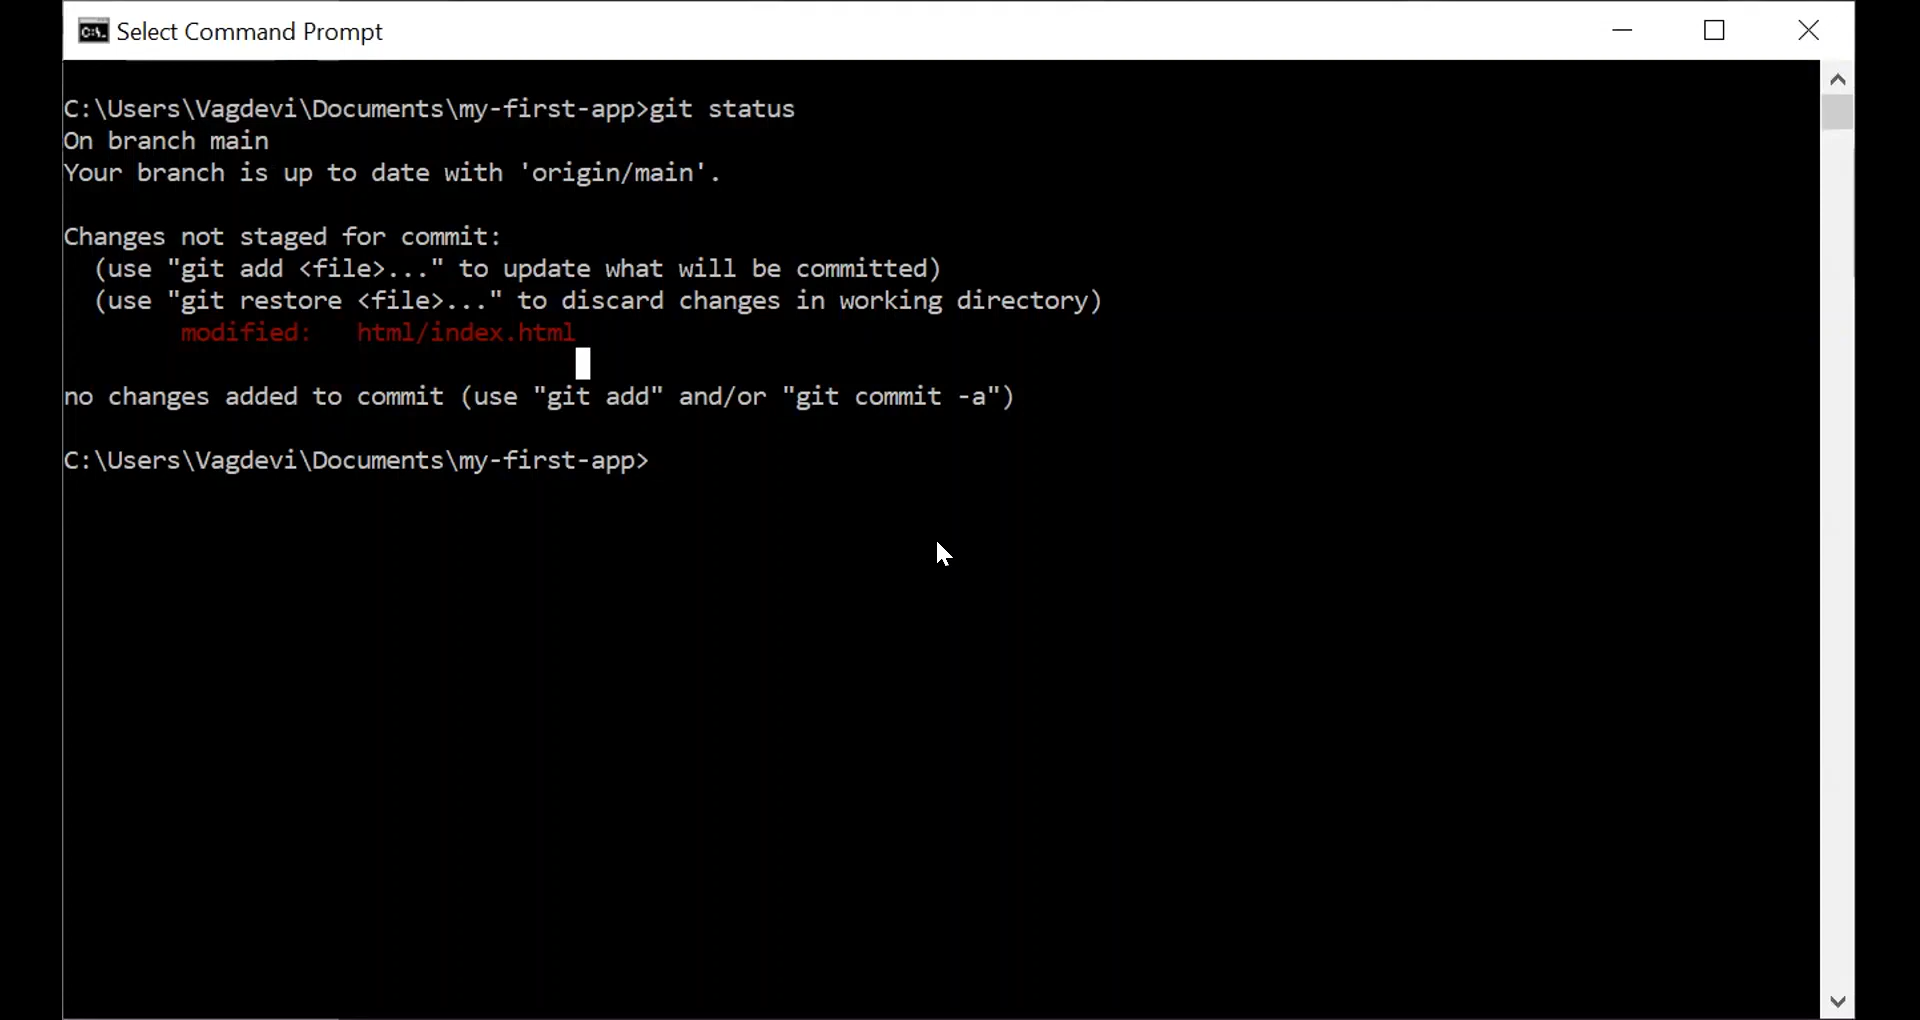 Select Command Prompt
C:\Users\Vagdevi\Documents\my-first-app>git status
On branch main
Your branch is up to date with 'origin/main'.
Changes not staged for commit:
  (use "git add <file>..." to update what will be committed)
  (use "git restore <file>..." to discard changes in working directory)
        modified:   html/index.html
no changes added to commit (use "git add" and/or "git commit -a")
C:\Users\Vagdevi\Documents\my-first-app>